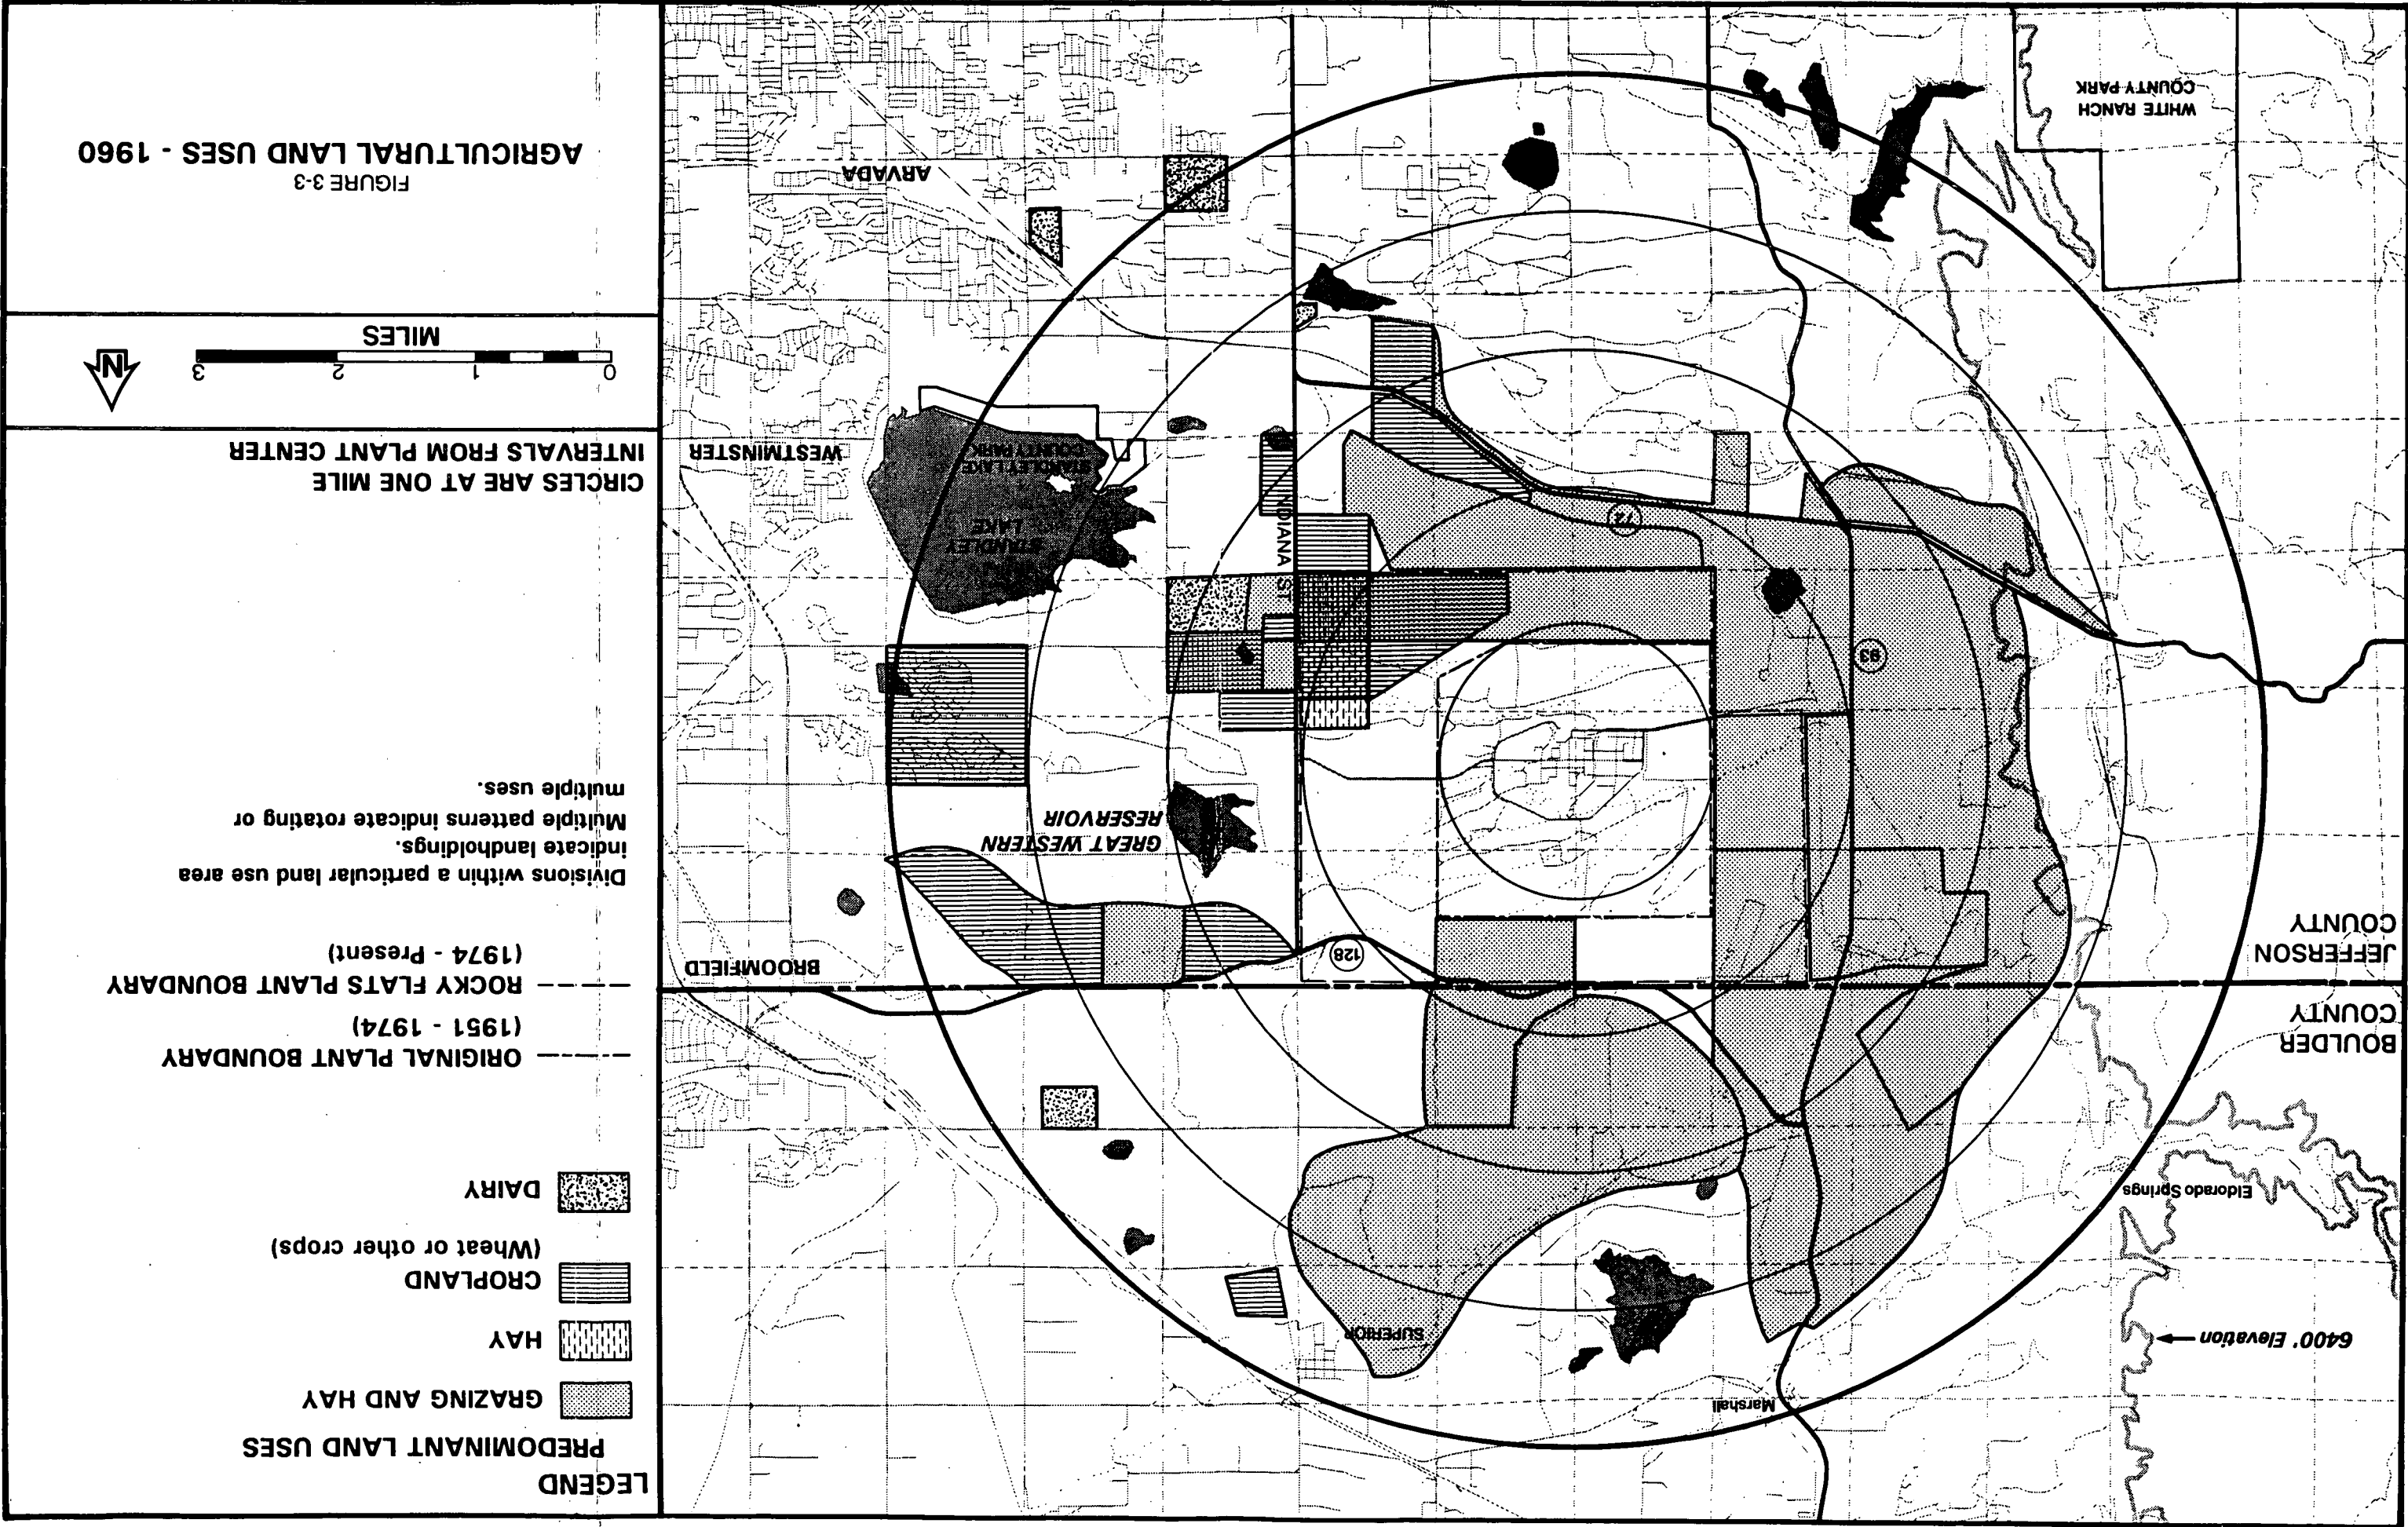 LEGEND
PREDOMINANT LAND USES
GRAZING AND HAY
HAY
CROPLAND
(Wheat or other crops)
DAIRY
ORIGINAL PLANT BOUNDARY
(1951 - 1974)
ROCKY FLATS PLANT BOUNDARY
(1974 - Present)
Divisions within a particular land use area
indicate landholdings.
Multiple patterns indicate rotating or
multiple uses.
CIRCLES ARE AT ONE MILE
INTERVALS FROM PLANT CENTER
0 1 2 3
MILES
N
FIGURE 3-3
AGRICULTURAL LAND USES - 1960
Marshall
6400' Elevation
SUPERIOR
Eldorado Springs
BOULDER
COUNTY
JEFFERSON
COUNTY
128
BROOMFIELD
GREAT WESTERN
RESERVOIR
93
72
INDIANA ST
STANDLEY
LAKE
STANDLEY LAKE
COUNTY PARK
WESTMINSTER
ARVADA
WHITE RANCH
COUNTY PARK